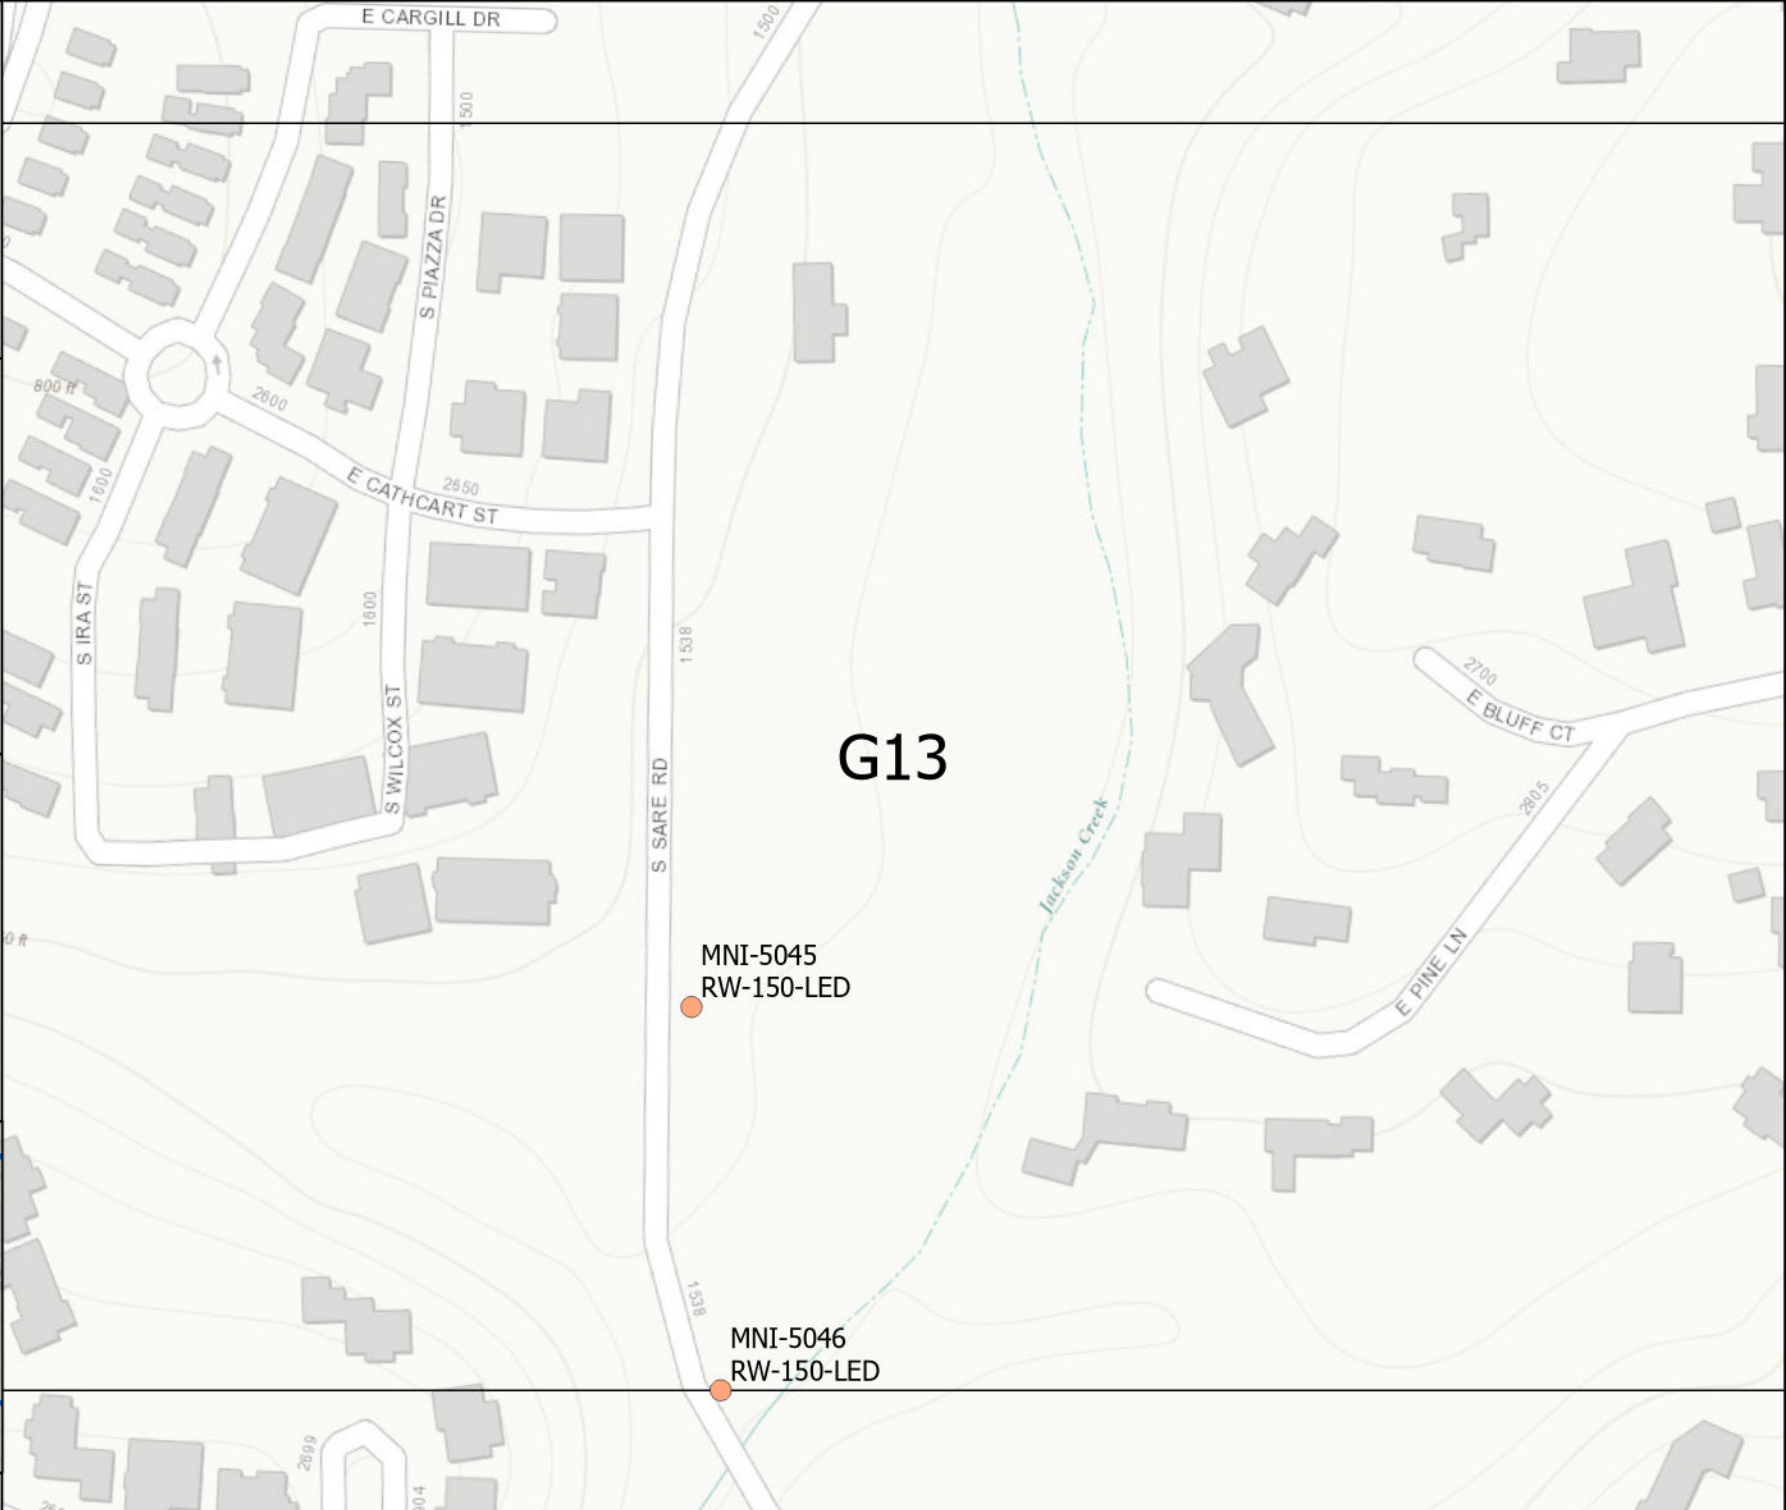 E CARGILL DR
1500
1500
S PIAZZA DR
800 ft
2600
1600
E CATHCART ST
2650
S IRA ST
1600
1538
2700
E BLUFF CT
S WILCOX ST
G13
S SARE RD
2805
Jackson Creek
0 ft
MNI-5045
RW-150-LED
E PINE LN
1538
MNI-5046
RW-150-LED
2699